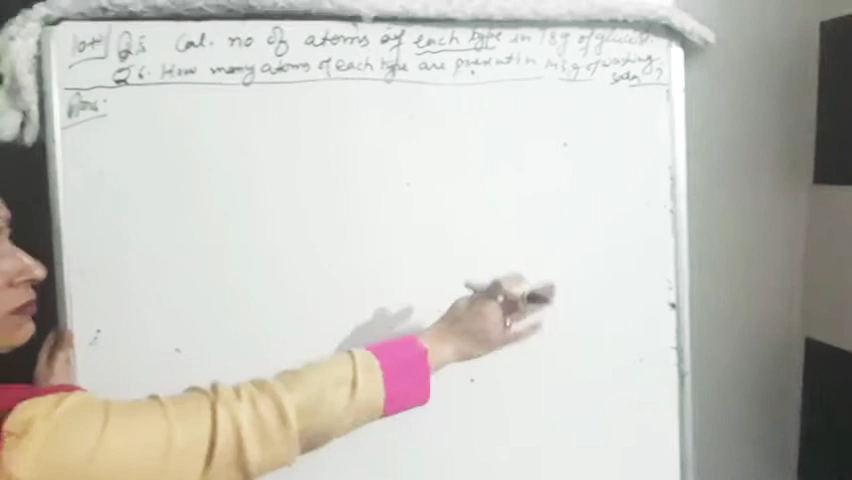 Q5 Cal. no of atoms of each type in 18g of glucose.
Q6. How many atoms of each type are present in g of washing
soda?
Ans: